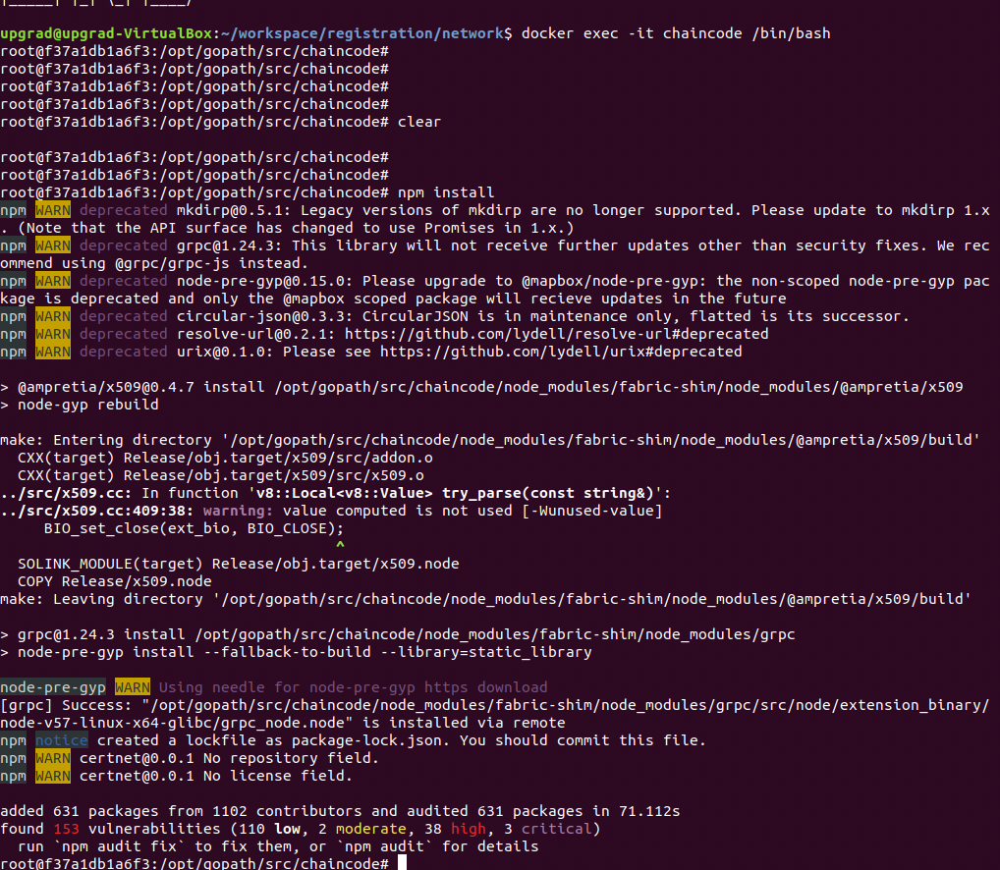 upgrad@upgrad-VirtualBox:~/workspace/registration/network$ docker exec -it chaincode /bin/bash
root@f37a1db1a6f3:/opt/gopath/src/chaincode#
root@f37a1db1a6f3:/opt/gopath/src/chaincode#
root@f37a1db1a6f3:/opt/gopath/src/chaincode#
root@f37a1db1a6f3:/opt/gopath/src/chaincode#
root@f37a1db1a6f3:/opt/gopath/src/chaincode# clear
root@f37a1db1a6f3:/opt/gopath/src/chaincode#
root@f37a1db1a6f3:/opt/gopath/src/chaincode#
root@f37a1db1a6f3:/opt/gopath/src/chaincode# npm install
npm WARN deprecated mkdirp@0.5.1: Legacy versions of mkdirp are no longer supported. Please update to mkdirp 1.x
. (Note that the API surface has changed to use Promises in 1.x.)
npm WARN deprecated grpc@1.24.3: This library will not receive further updates other than security fixes. We rec
ommend using @grpc/grpc-js instead.
npm WARN deprecated node-pre-gyp@0.15.0: Please upgrade to @mapbox/node-pre-gyp: the non-scoped node-pre-gyp pac
kage is deprecated and only the @mapbox scoped package will recieve updates in the future
npm WARN deprecated circular-json@0.3.3: CircularJSON is in maintenance only, flatted is its successor.
npm WARN deprecated resolve-url@0.2.1: https://github.com/lydell/resolve-url#deprecated
npm WARN deprecated urix@0.1.0: Please see https://github.com/lydell/urix#deprecated
> @ampretia/x509@0.4.7 install /opt/gopath/src/chaincode/node_modules/fabric-shim/node_modules/@ampretia/x509
> node-gyp rebuild
make: Entering directory '/opt/gopath/src/chaincode/node_modules/fabric-shim/node_modules/@ampretia/x509/build'
  CXX(target) Release/obj.target/x509/src/addon.o
  CXX(target) Release/obj.target/x509/src/x509.o
../src/x509.cc: In function 'v8::Local<v8::Value> try_parse(const string&)':
../src/x509.cc:409:38: warning: value computed is not used [-Wunused-value]
     BIO_set_close(ext_bio, BIO_CLOSE);
                                      ^
  SOLINK_MODULE(target) Release/obj.target/x509.node
  COPY Release/x509.node
make: Leaving directory '/opt/gopath/src/chaincode/node_modules/fabric-shim/node_modules/@ampretia/x509/build'
> grpc@1.24.3 install /opt/gopath/src/chaincode/node_modules/fabric-shim/node_modules/grpc
> node-pre-gyp install --fallback-to-build --library=static_library
node-pre-gyp WARN Using needle for node-pre-gyp https download
[grpc] Success: "/opt/gopath/src/chaincode/node_modules/fabric-shim/node_modules/grpc/src/node/extension_binary/
node-v57-linux-x64-glibc/grpc_node.node" is installed via remote
npm notice created a lockfile as package-lock.json. You should commit this file.
npm WARN certnet@0.0.1 No repository field.
npm WARN certnet@0.0.1 No license field.
added 631 packages from 1102 contributors and audited 631 packages in 71.112s
found 153 vulnerabilities (110 low, 2 moderate, 38 high, 3 critical)
  run `npm audit fix` to fix them, or `npm audit` for details
root@f37a1db1a6f3:/opt/gopath/src/chaincode#